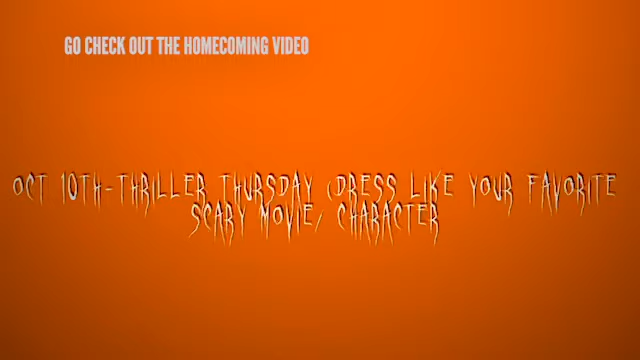 GO CHECK OUT THE HOMECOMING VIDEO
OCT 10TH-THRILLER THURSDAY (DRESS LIKE YOUR FAVORITE
SCARY MOVIE/ CHARACTER